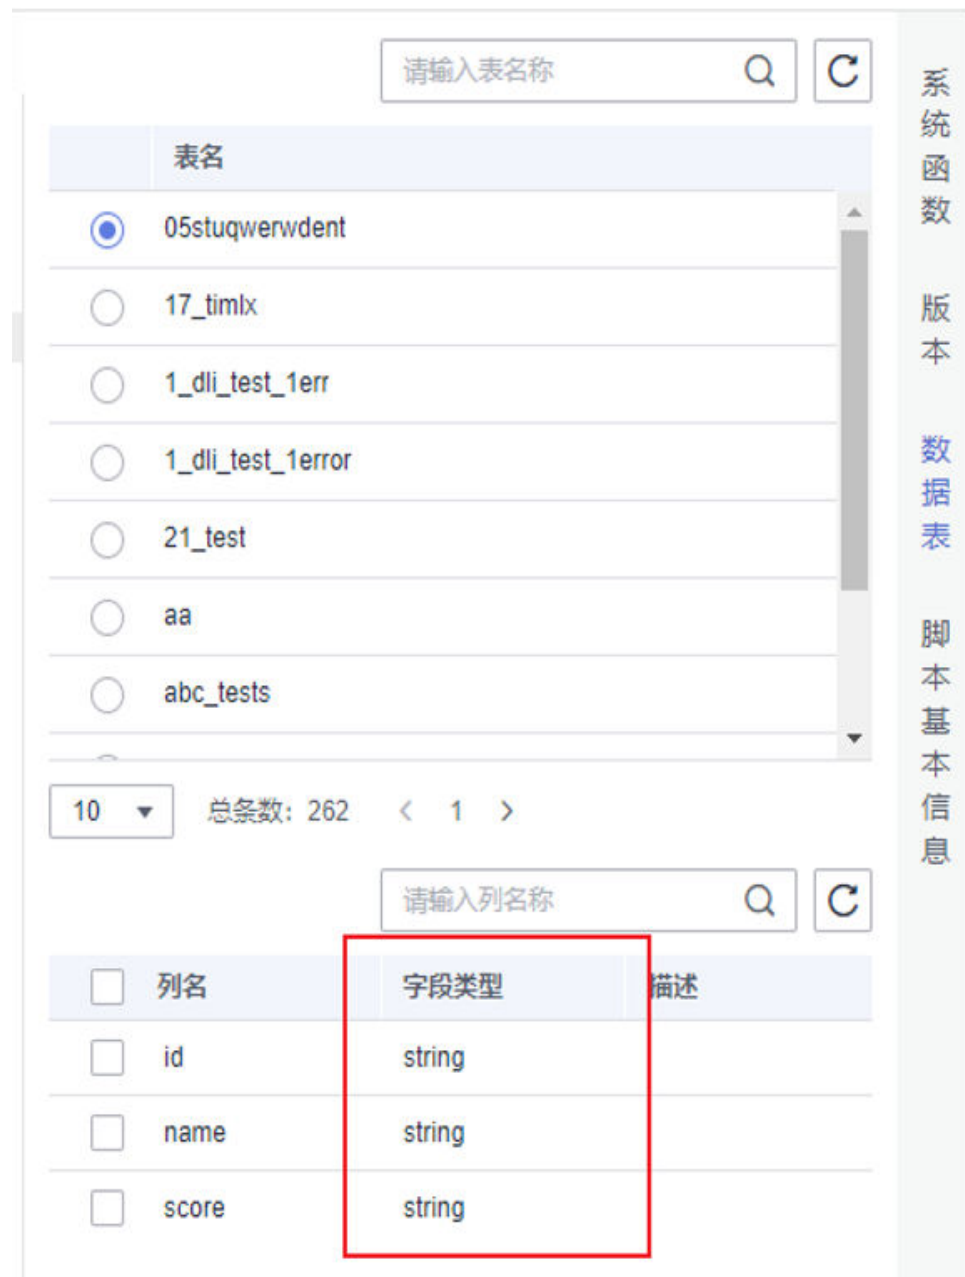 请输入表名称
表名
05stuqwerwdent
17_timlx
1_dli_test_1err
1_dli_test_1error
21_test
aa
abc_tests
10 总条数: 262 < 1 >
请输入列名称
列名 字段类型 描述
id string
name string
score string
系统函数
版本
数据表
脚本基本信息